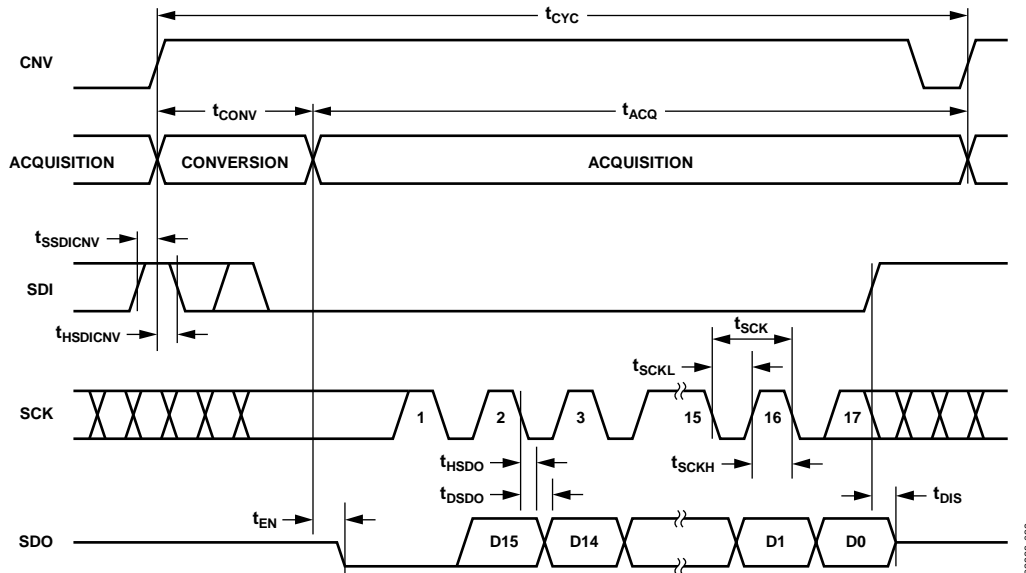 tCYC
CNV
tCONV
tACQ
ACQUISITION
CONVERSION
ACQUISITION
tSSDICNV
SDI
tHSDICNV
tSCK
tSCKL
SCK
1
2
3
15
16
17
tHSDO
tSCKH
tDSDO
tDIS
tEN
SDO
D15
D14
D1
D0